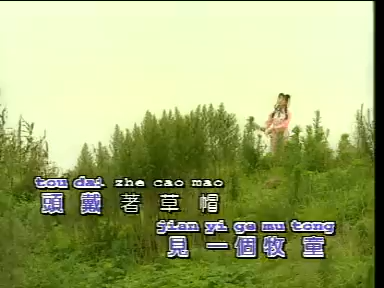 tou dai zhe cao mao
頭 戴 著 草 帽
jian yi ge mu tong
見 一 個 牧 童